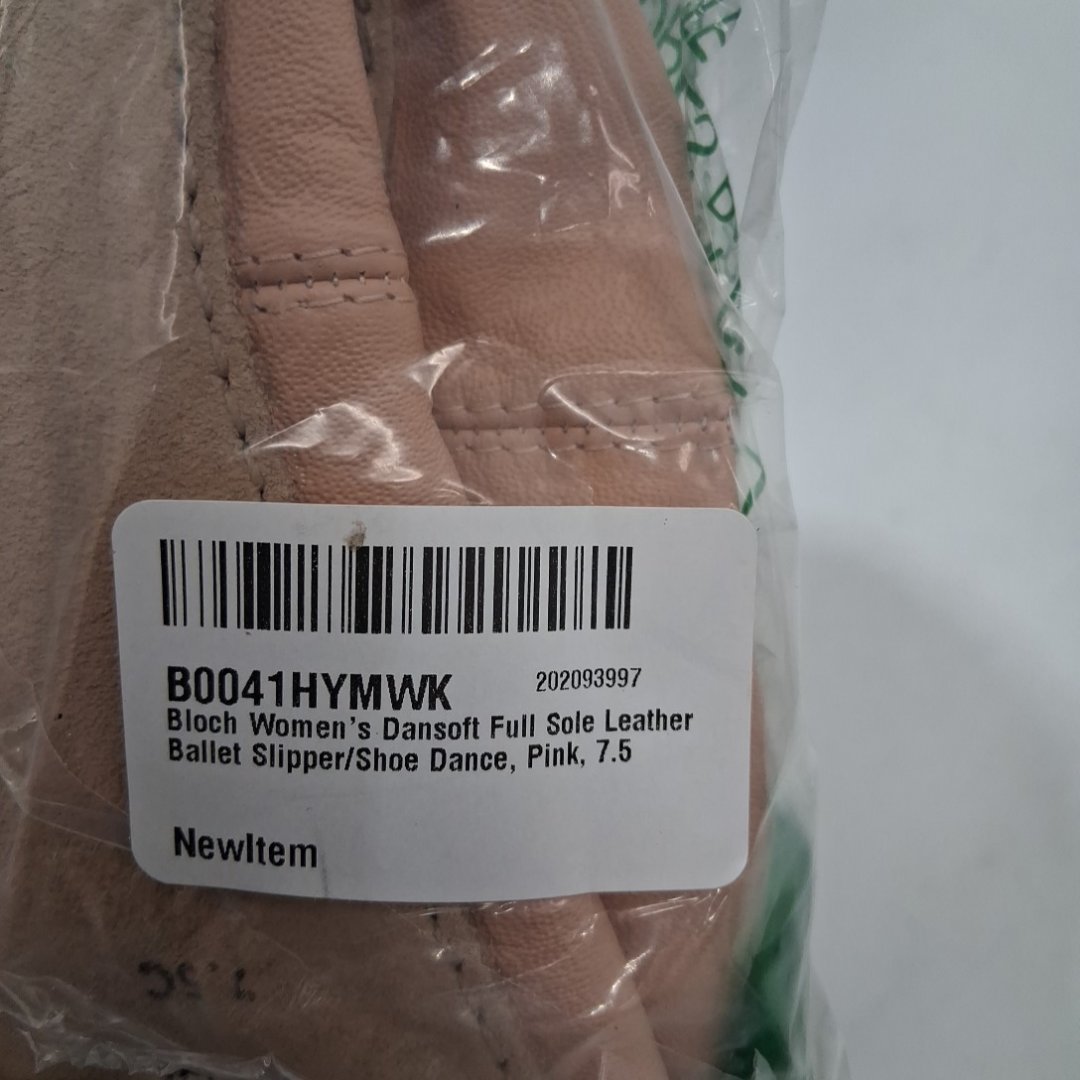 B0041HYMWK
202093997
Bloch Women's Dansoft Full Sole Leather
Ballet Slipper/Shoe Dance, Pink, 7.5
NewItem